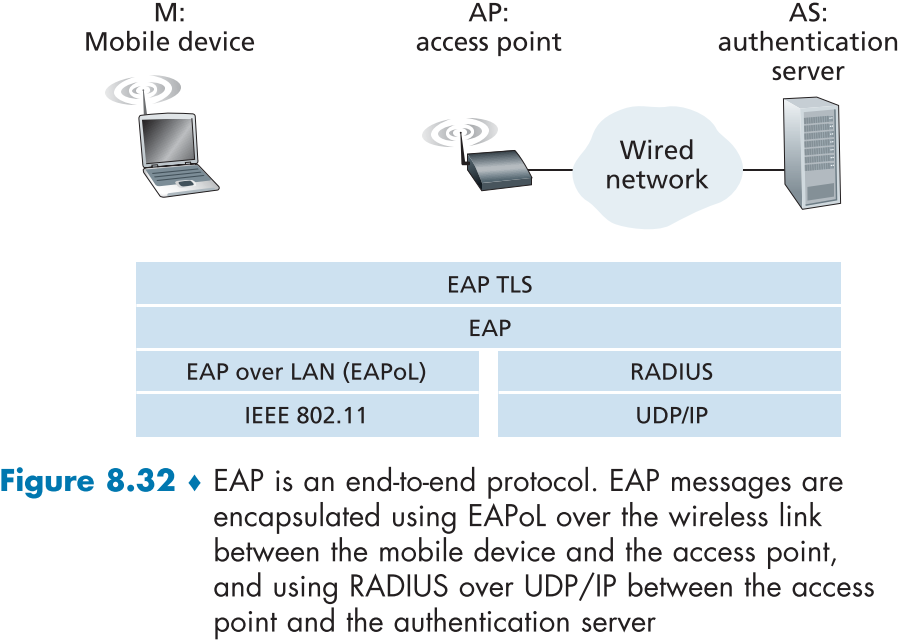 M:
Mobile device
AP:
access point
AS:
authentication
server
Wired
network
EAP TLS
EAP
EAP over LAN (EAPoL)
RADIUS
IEEE 802.11
UDP/IP
Figure 8.32 ♦ EAP is an end-to-end protocol. EAP messages are
encapsulated using EAPoL over the wireless link
between the mobile device and the access point,
and using RADIUS over UDP/IP between the access
point and the authentication server